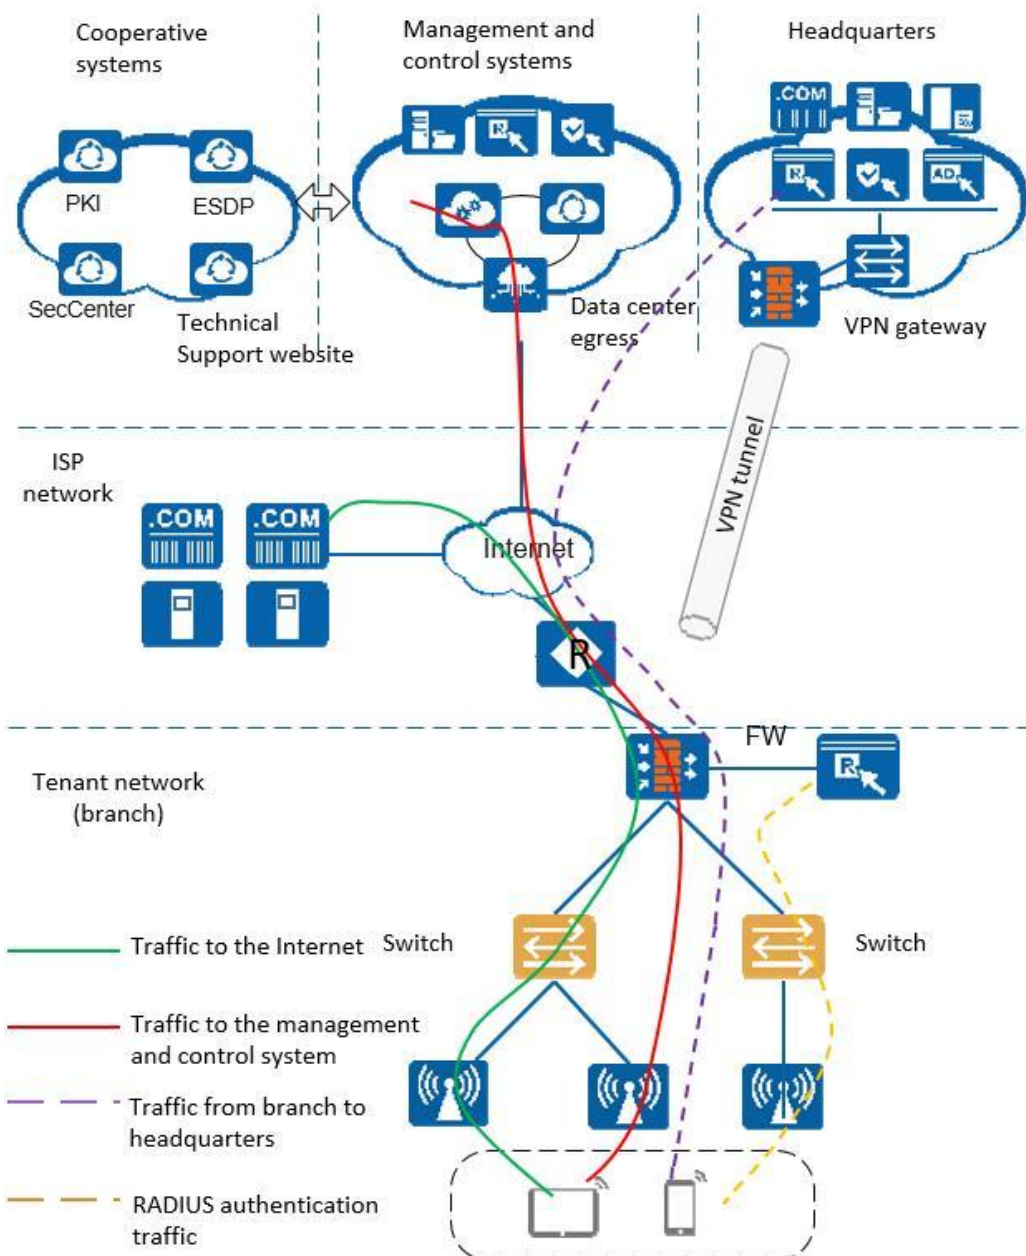 Cooperative
systems
Management and
control systems
Headquarters
.COM
R
R
AD
PKI
ESDP
SecCenter
Technical
Support website
Data center
egress
VPN gateway
VPN tunnel
ISP
network
.COM
.COM
Internet
R
FW
R
Tenant network
(branch)
Switch
Switch
Traffic to the Internet
Traffic to the management
and control system
Traffic from branch to
headquarters
RADIUS authentication
traffic